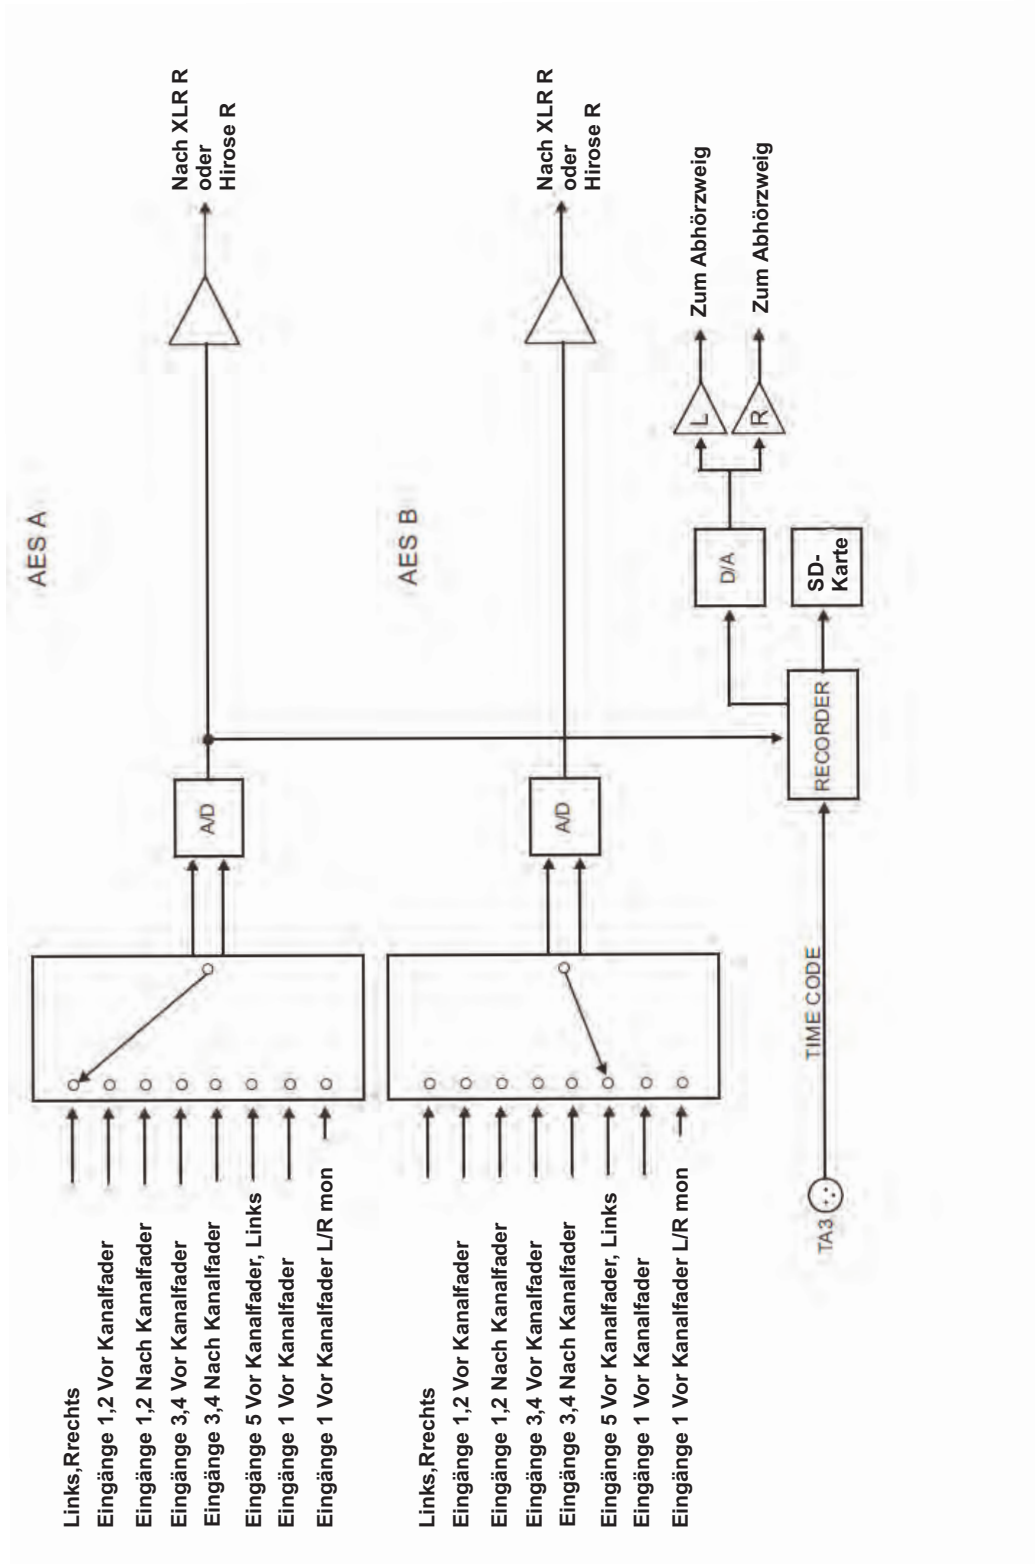 AES A
Links,Rrechts
Eingänge 1,2 Vor Kanalfader
Eingänge 1,2 Nach Kanalfader
Eingänge 3,4 Vor Kanalfader
Eingänge 3,4 Nach Kanalfader
Eingänge 5 Vor Kanalfader, Links
Eingänge 1 Vor Kanalfader
Eingänge 1 Vor Kanalfader L/R mon
A/D
Nach XLR R
oder
Hirose R
AES B
Links,Rrechts
Eingänge 1,2 Vor Kanalfader
Eingänge 1,2 Nach Kanalfader
Eingänge 3,4 Vor Kanalfader
Eingänge 3,4 Nach Kanalfader
Eingänge 5 Vor Kanalfader, Links
Eingänge 1 Vor Kanalfader
Eingänge 1 Vor Kanalfader L/R mon
A/D
Nach XLR R
oder
Hirose R
TA3
TIME CODE
RECORDER
D/A
SD-
Karte
L
Zum Abhörzweig
R
Zum Abhörzweig